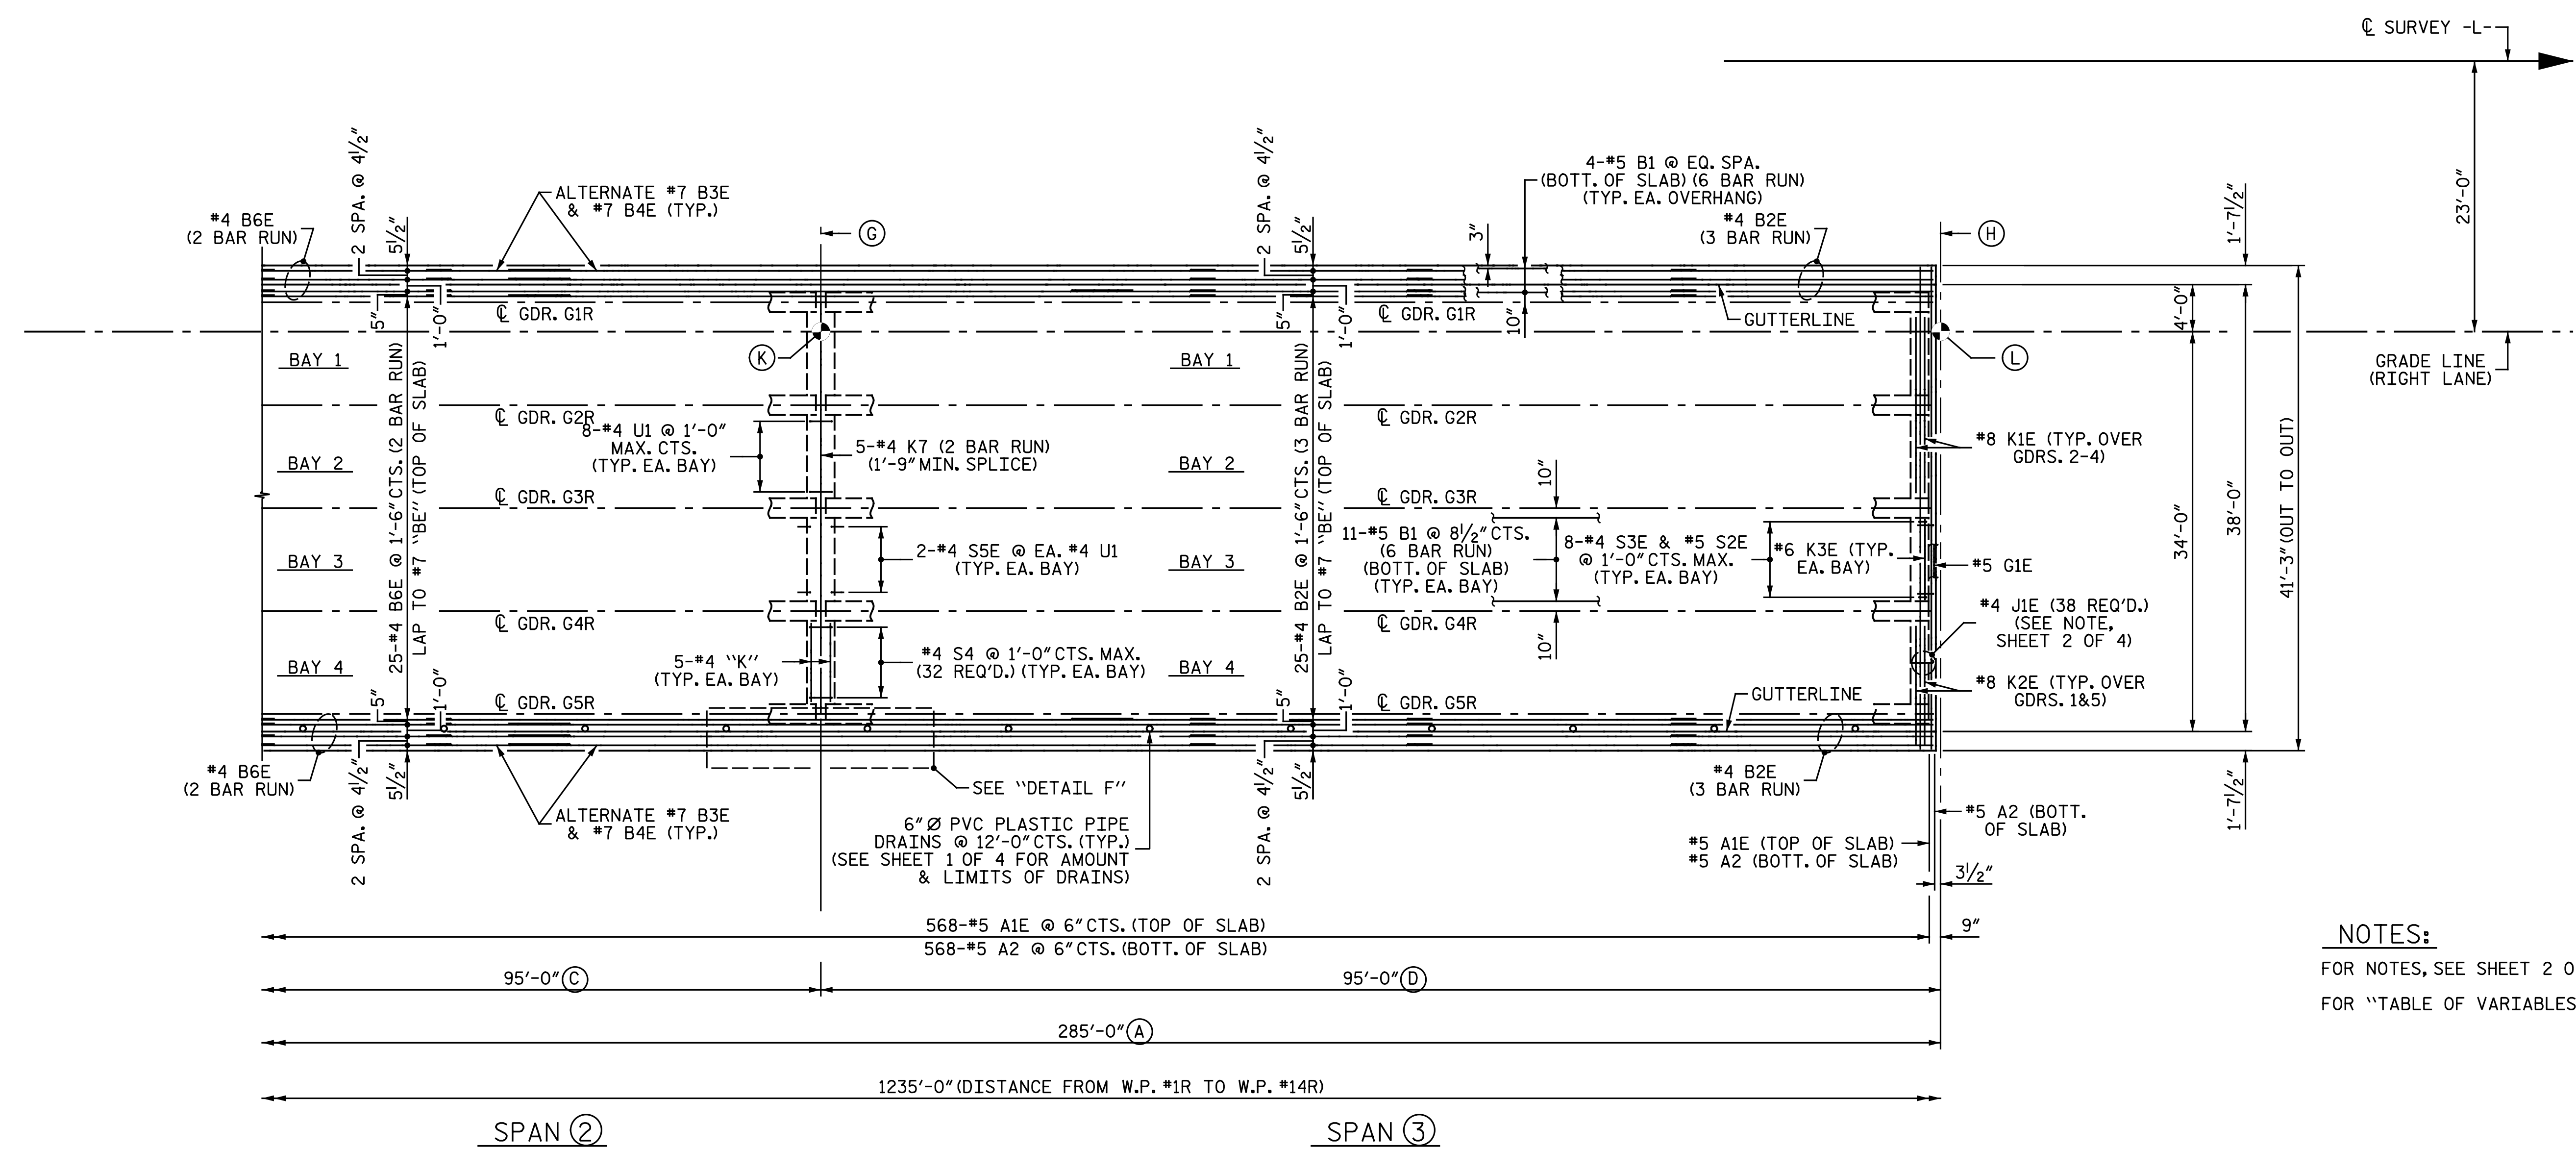 ℄ SURVEY -L-
23'-0"
2 SPA. @ 4½"
5½"
ALTERNATE #7 B3E
& #7 B4E (TYP.)
#4 B6E
(2 BAR RUN)
G
2 SPA. @ 4½"
5½"
4-#5 B1 @ EQ. SPA.
(BOTT. OF SLAB) (6 BAR RUN)
(TYP. EA. OVERHANG)
3"
#4 B2E
(3 BAR RUN)
H
1'-7½"
5"
1'-0"
℄ GDR. G1R
K
5"
1'-0"
℄ GDR. G1R
10"
GUTTERLINE
4'-0"
L
GRADE LINE
(RIGHT LANE)
BAY 1
BAY 1
25-#4 B6E @ 1'-6" CTS. (2 BAR RUN)
LAP TO #7 "BE" (TOP OF SLAB)
25-#4 B2E @ 1'-6" CTS. (3 BAR RUN)
LAP TO #7 "BE" (TOP OF SLAB)
℄ GDR. G2R
8-#4 U1 @ 1'-0"
MAX. CTS.
(TYP. EA. BAY)
5-#4 K7 (2 BAR RUN)
(1'-9" MIN. SPLICE)
℄ GDR. G2R
#8 K1E (TYP. OVER
GDRS. 2-4)
BAY 2
BAY 2
℄ GDR. G3R
℄ GDR. G3R
10"
34'-0"
38'-0"
41'-3" (OUT TO OUT)
2-#4 S5E @ EA. #4 U1
(TYP. EA. BAY)
11-#5 B1 @ 8½" CTS.
(6 BAR RUN)
(BOTT. OF SLAB)
(TYP. EA. BAY)
8-#4 S3E & #5 S2E
@ 1'-0" CTS. MAX.
(TYP. EA. BAY)
#6 K3E (TYP.
EA. BAY)
#5 G1E
BAY 3
BAY 3
℄ GDR. G4R
℄ GDR. G4R
10"
#4 J1E (38 REQ'D.)
(SEE NOTE,
SHEET 2 OF 4)
5-#4 "K"
(TYP. EA. BAY)
#4 S4 @ 1'-0" CTS. MAX.
(32 REQ'D.) (TYP. EA. BAY)
BAY 4
BAY 4
#8 K2E (TYP. OVER
GDRS. 1&5)
5"
1'-0"
℄ GDR. G5R
5"
1'-0"
℄ GDR. G5R
GUTTERLINE
#4 B6E
(2 BAR RUN)
2 SPA. @ 4½"
5½"
ALTERNATE #7 B3E
& #7 B4E (TYP.)
SEE "DETAIL F"
6" Ø PVC PLASTIC PIPE
DRAINS @ 12'-0" CTS. (TYP.)
(SEE SHEET 1 OF 4 FOR AMOUNT
& LIMITS OF DRAINS)
2 SPA. @ 4½"
5½"
#4 B2E
(3 BAR RUN)
1'-7½"
#5 A2 (BOTT.
OF SLAB)
#5 A1E (TOP OF SLAB)
#5 A2 (BOTT. OF SLAB)
3½"
568-#5 A1E @ 6" CTS. (TOP OF SLAB)
568-#5 A2 @ 6" CTS. (BOTT. OF SLAB)
9"
95'-0" C
95'-0" D
285'-0" A
1235'-0" (DISTANCE FROM W.P. #1R TO W.P. #14R)
SPAN 2
SPAN 3
NOTES:
FOR NOTES, SEE SHEET 2 O
FOR "TABLE OF VARIABLES